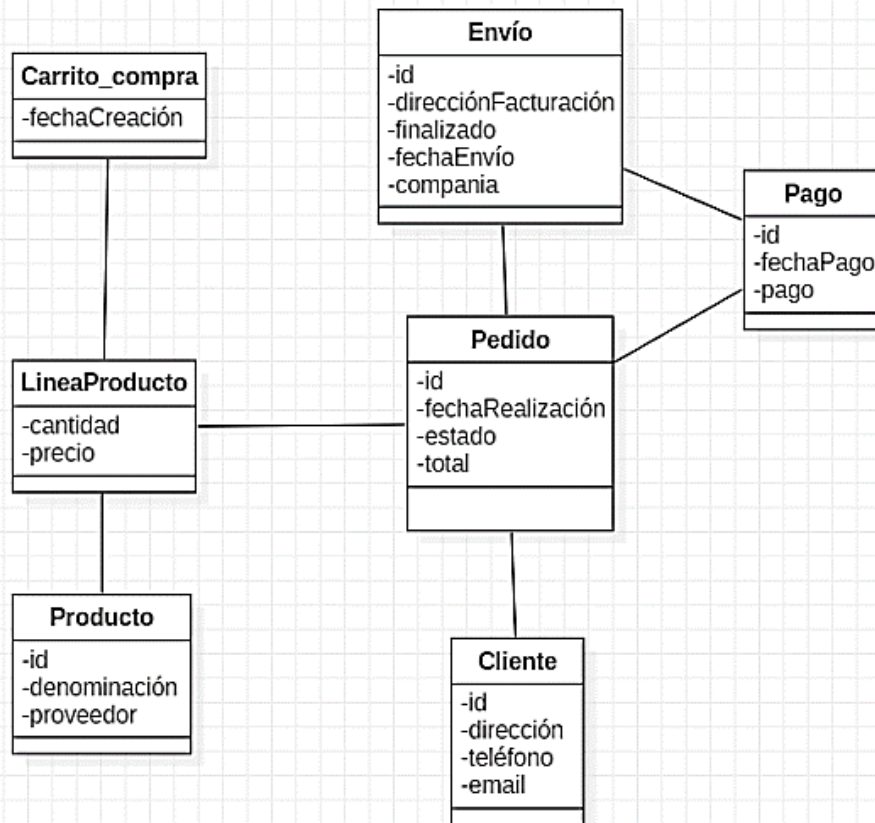 Carrito_compra
-fechaCreación
Envío
-id
-direcciónFacturación
-finalizado
-fechaEnvío
-compania
Pago
-id
-fechaPago
-pago
LineaProducto
-cantidad
-precio
Pedido
-id
-fechaRealización
-estado
-total
Producto
-id
-denominación
-proveedor
Cliente
-id
-dirección
-teléfono
-email